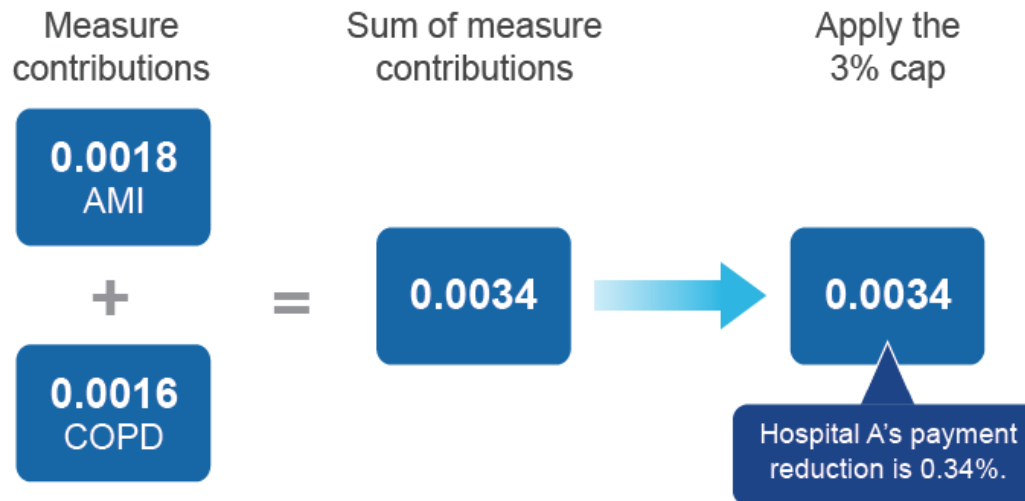 Measure
contributions
0.0018
AMI
+
0.0016
COPD
=
Sum of measure
contributions
0.0034
Apply the
3% cap
0.0034
Hospital A's payment
reduction is 0.34%.